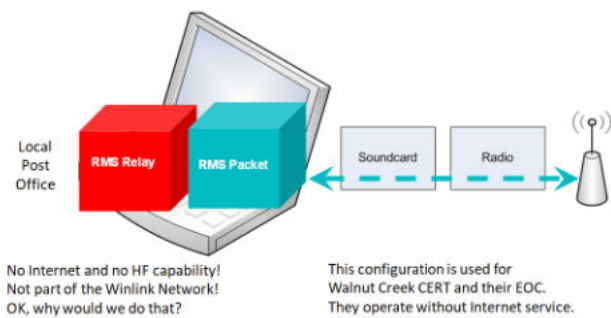 Local
Post
Office
RMS Relay
RMS Packet
Soundcard
Radio
No Internet and no HF capability!
Not part of the Winlink Network!
OK, why would we do that?
This configuration is used for
Walnut Creek CERT and their EOC.
They operate without Internet service.